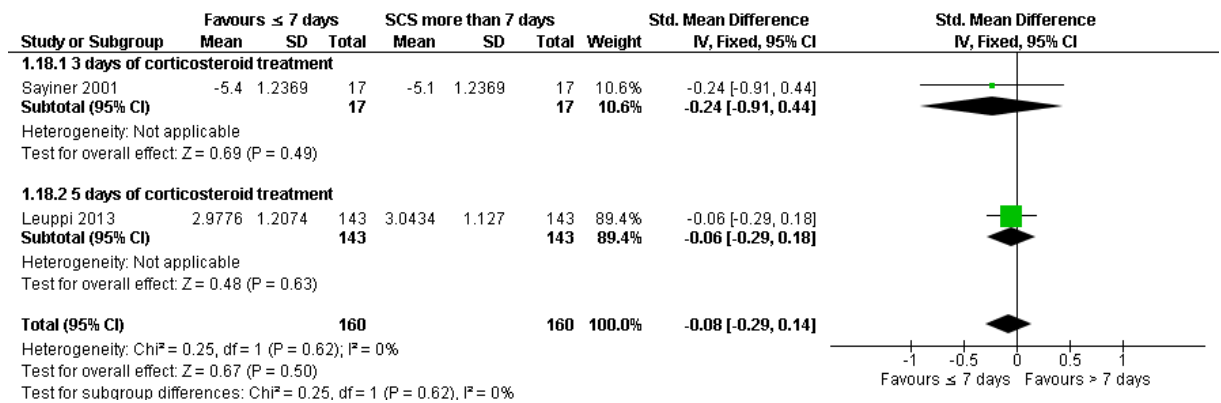 Favours ≤ 7 days SCS more than 7 days Std. Mean Difference Std. Mean Difference
Study or Subgroup Mean SD Total Mean SD Total Weight IV, Fixed, 95% CI IV, Fixed, 95% CI
1.18.1 3 days of corticosteroid treatment
Sayiner 2001 -5.4 1.2369 17 -5.1 1.2369 17 10.6% -0.24 [-0.91, 0.44]
Subtotal (95% CI) 17 17 10.6% -0.24 [-0.91, 0.44]
Heterogeneity: Not applicable
Test for overall effect: Z = 0.69 (P = 0.49)
1.18.2 5 days of corticosteroid treatment
Leuppi 2013 2.9776 1.2074 143 3.0434 1.127 143 89.4% -0.06 [-0.29, 0.18]
Subtotal (95% CI) 143 143 89.4% -0.06 [-0.29, 0.18]
Heterogeneity: Not applicable
Test for overall effect: Z = 0.48 (P = 0.63)
Total (95% CI) 160 160 100.0% -0.08 [-0.29, 0.14]
Heterogeneity: Chi² = 0.25, df = 1 (P = 0.62); I² = 0%
Test for overall effect: Z = 0.67 (P = 0.50)
Test for subgroup differences: Chi² = 0.25, df = 1 (P = 0.62), I² = 0%
-1 -0.5 0 0.5 1
Favours ≤ 7 days Favours > 7 days